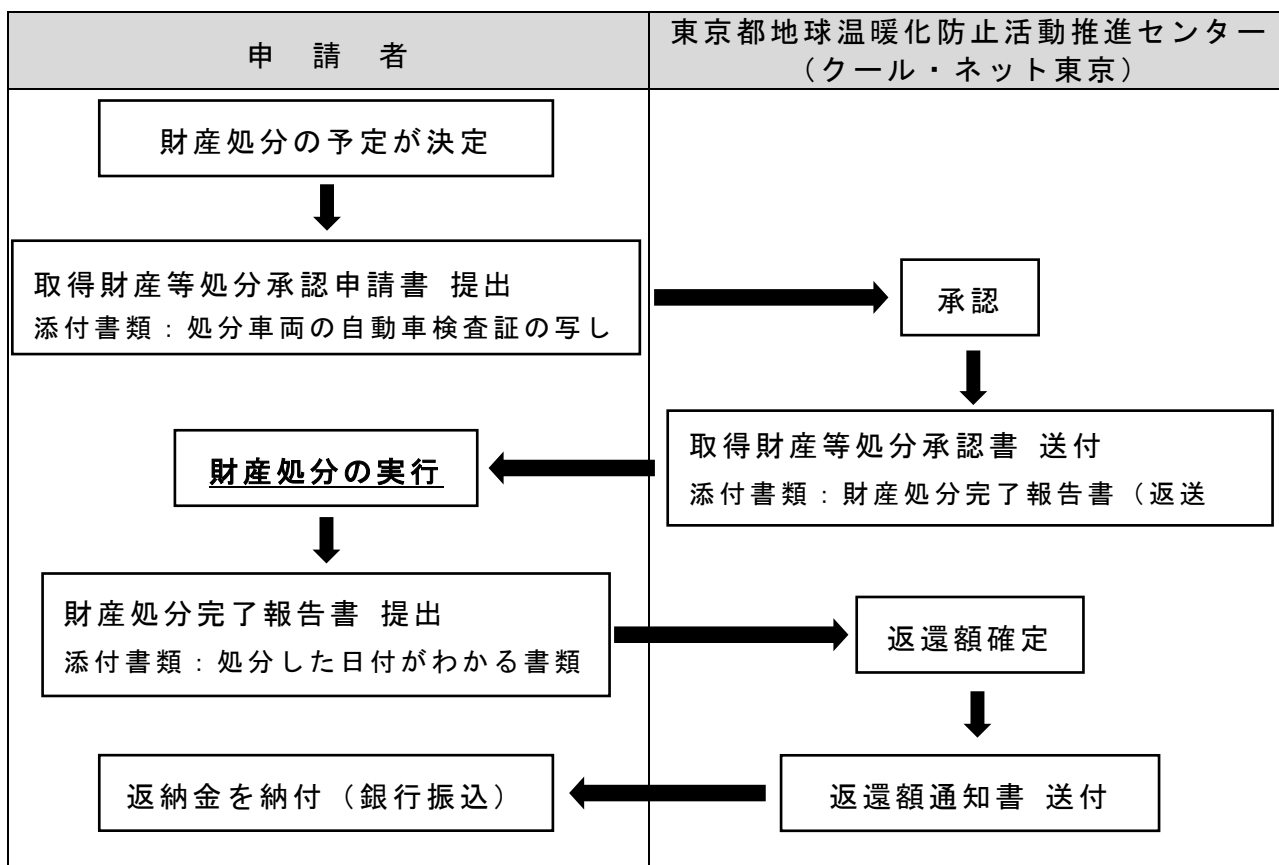 申 請 者
東京都地球温暖化防止活動推進センター
（クール・ネット東京）
財産処分の予定が決定
取得財産等処分承認申請書 提出
添付書類：処分車両の自動車検査証の写し
承認
取得財産等処分承認書 送付
添付書類：財産処分完了報告書（返送
財産処分の実行
財産処分完了報告書 提出
添付書類：処分した日付がわかる書類
返還額確定
返還額通知書 送付
返納金を納付（銀行振込）